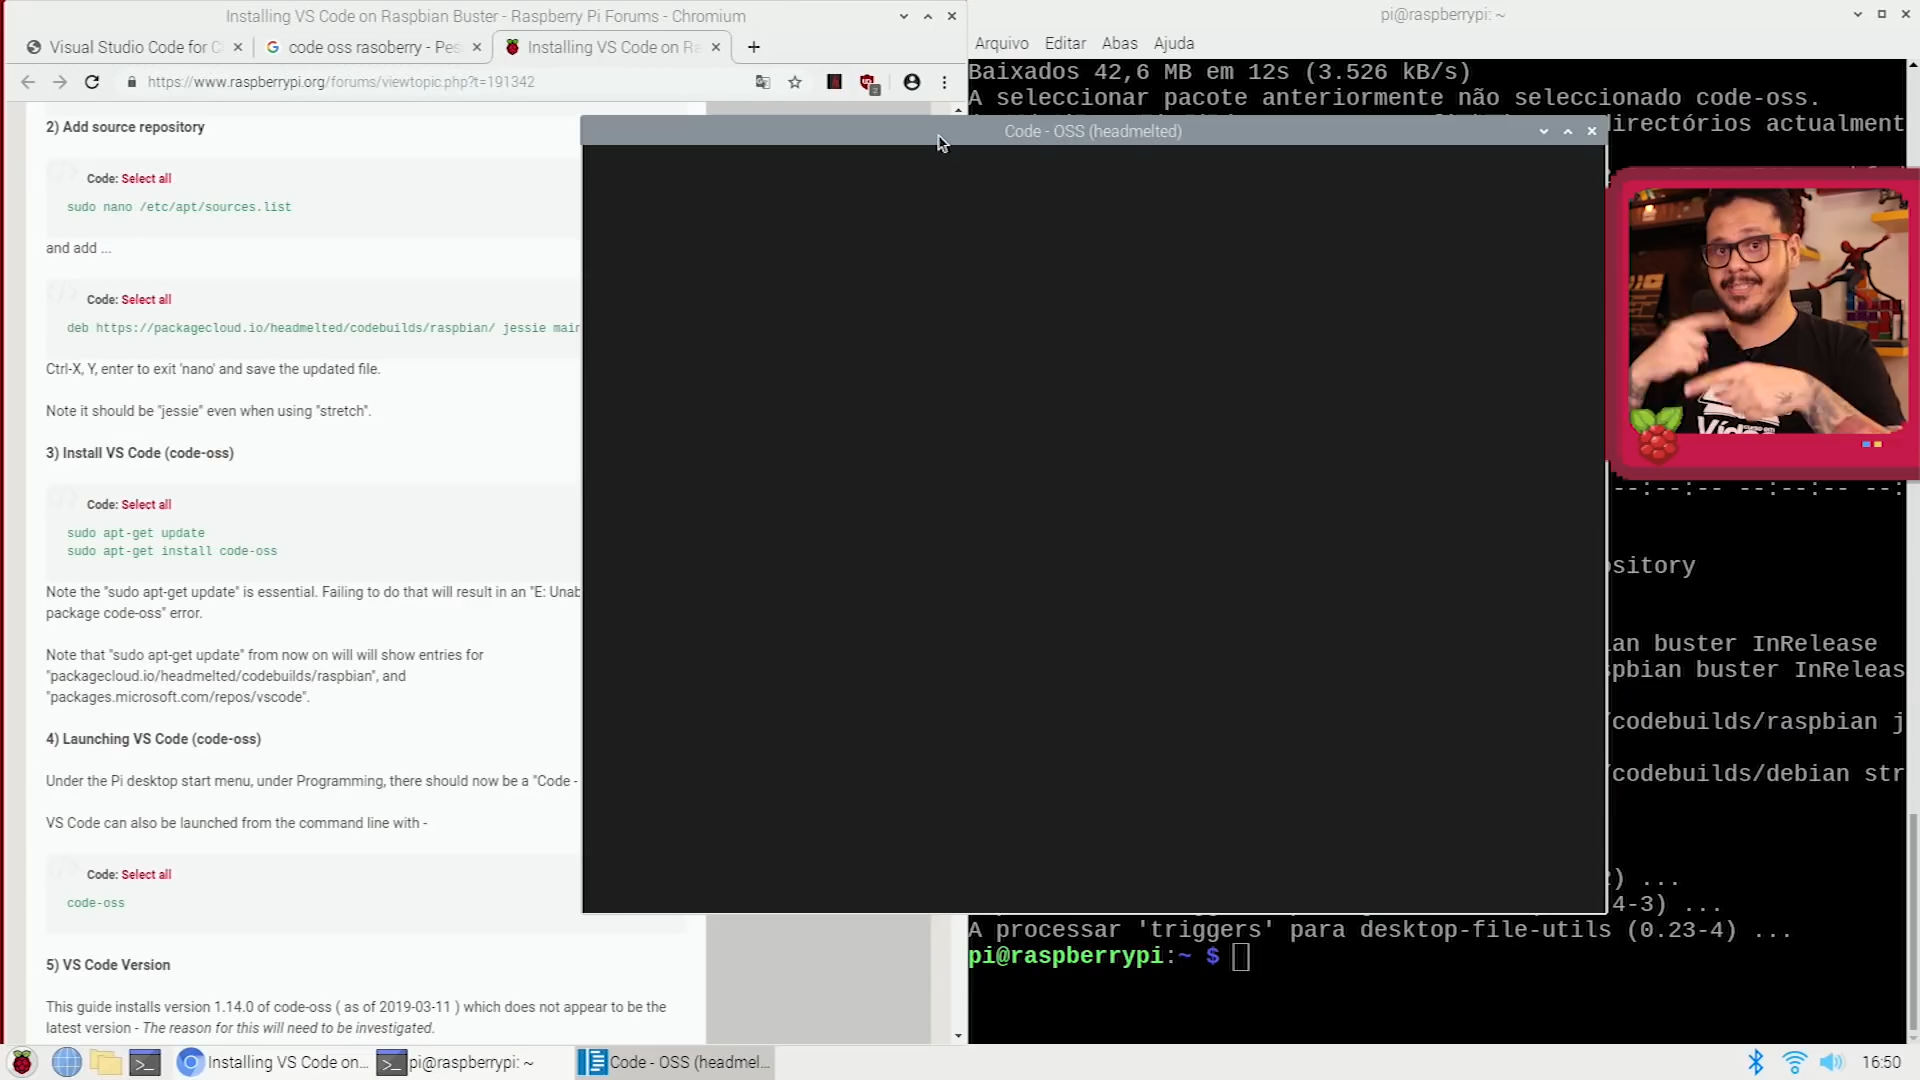 Installing VS Code on Raspbian Buster - Raspberry Pi Forums - Chromium
Visual Studio Code for C
code oss rasoberry - Pes
Installing VS Code on Ra
https://www.raspberrypi.org/forums/viewtopic.php?t=191342
2
2) Add source repository
Code: Select all
sudo nano /etc/apt/sources.list
and add ...
Code: Select all
deb https://packagecloud.io/headmelted/codebuilds/raspbian/ jessie main
Ctrl-X, Y, enter to exit 'nano' and save the updated file.
Note it should be "jessie" even when using "stretch".
3) Install VS Code (code-oss)
Code: Select all
sudo apt-get update
sudo apt-get install code-oss
Note the "sudo apt-get update" is essential. Failing to do that will result in an "E: Unab
package code-oss" error.
Note that "sudo apt-get update" from now on will will show entries for
"packagecloud.io/headmelted/codebuilds/raspbian", and
"packages.microsoft.com/repos/vscode".
4) Launching VS Code (code-oss)
Under the Pi desktop start menu, under Programming, there should now be a "Code -
VS Code can also be launched from the command line with -
Code: Select all
code-oss
5) VS Code Version
This guide installs version 1.14.0 of code-oss ( as of 2019-03-11 ) which does not appear to be the
latest version - The reason for this will need to be investigated.
Code - OSS (headmelted)
pi@raspberrypi: ~
Arquivo Editar Abas Ajuda
Baixados 42,6 MB em 12s (3.526 kB/s)
A seleccionar pacote anteriormente não seleccionado code-oss.
irectórios actualment
--:--:-- --:--:-- --:
sitory
an buster InRelease
pbian buster InReleas
/codebuilds/raspbian j
/codebuilds/debian str
) ...
4-3) ...
A processar 'triggers' para desktop-file-utils (0.23-4) ...
pi@raspberrypi:~ $
curso em
Vídeo
Installing VS Code on...
pi@raspberrypi: ~
Code - OSS (headmel...
16:50